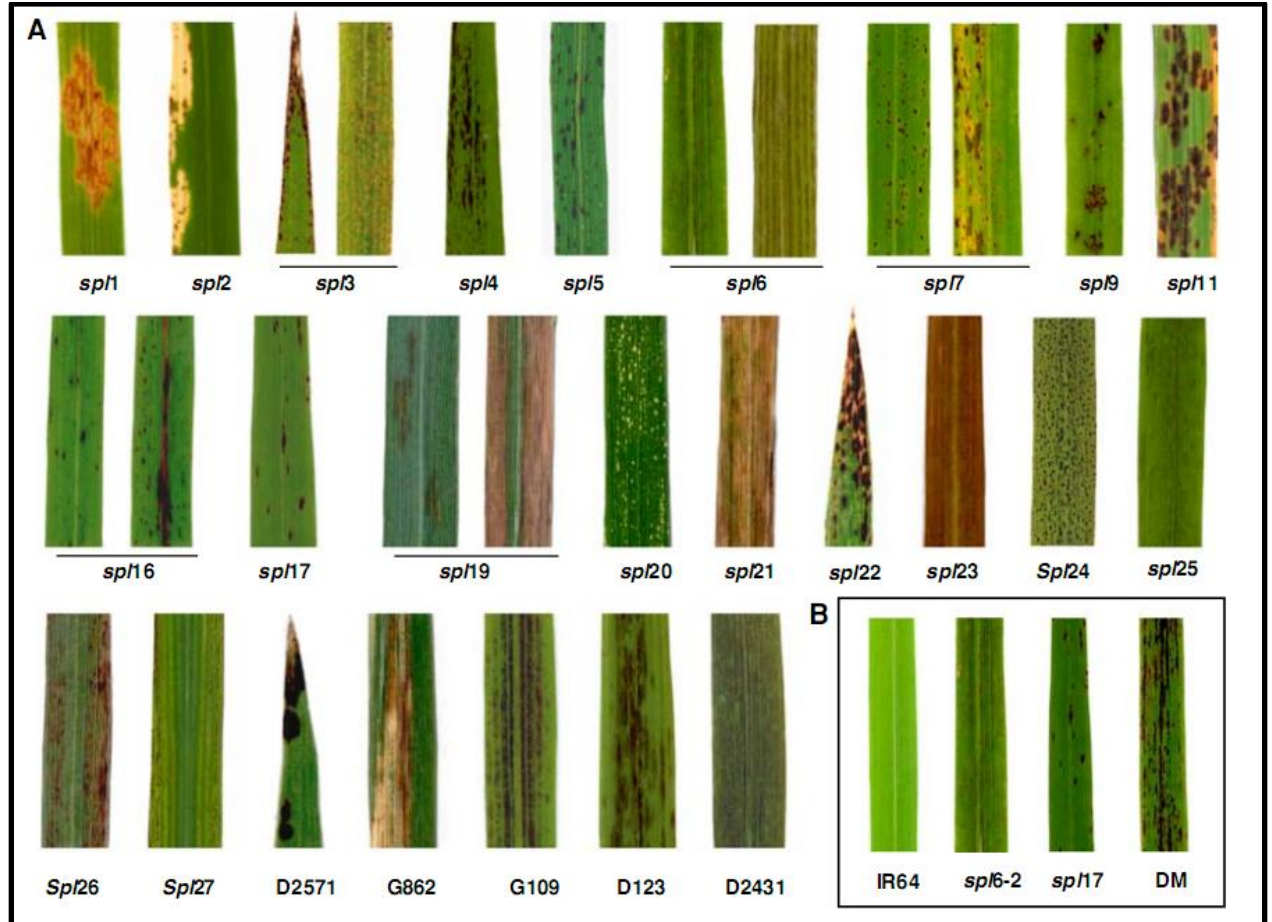 A
spl1 spl2 spl3 spl4 spl5 spl6 spl7 spl9 spl11
spl16 spl17 spl19 spl20 spl21 spl22 spl23 Spl24 spl25
B
Spl26 Spl27 D2571 G862 G109 D123 D2431
IR64 spl6-2 spl17 DM